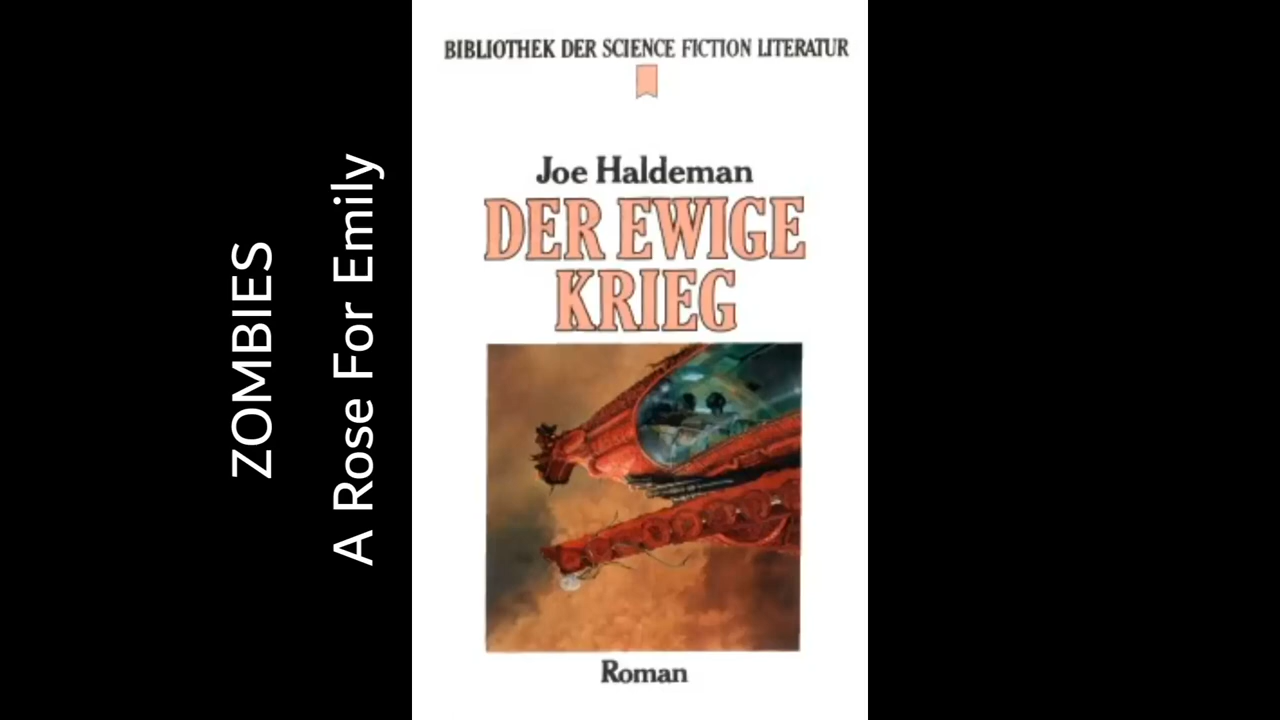 ZOMBIES
A Rose For Emily
BIBLIOTHEK DER SCIENCE FICTION LITERATUR
Joe Haldeman
DER EWIGE
KRIEG
Roman